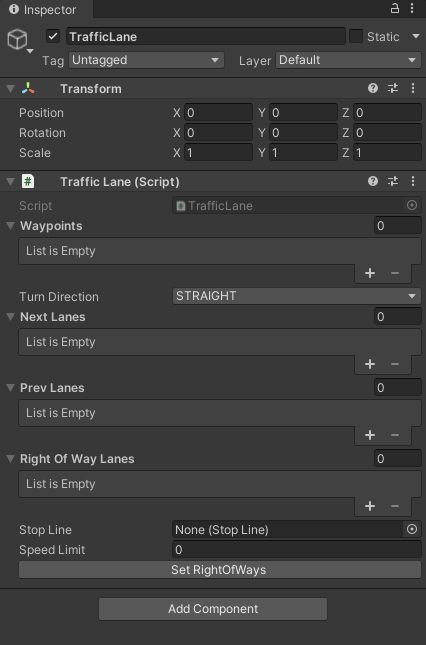 Inspector
TrafficLane Static
Tag Untagged Layer Default
Transform
Position X 0 Y 0 Z 0
Rotation X 0 Y 0 Z 0
Scale X 1 Y 1 Z 1
# Traffic Lane (Script)
Script # TrafficLane
Waypoints 0
List is Empty
+ −
Turn Direction STRAIGHT
Next Lanes 0
List is Empty
+ −
Prev Lanes 0
List is Empty
+ −
Right Of Way Lanes 0
List is Empty
+ −
Stop Line None (Stop Line)
Speed Limit 0
Set RightOfWays
Add Component